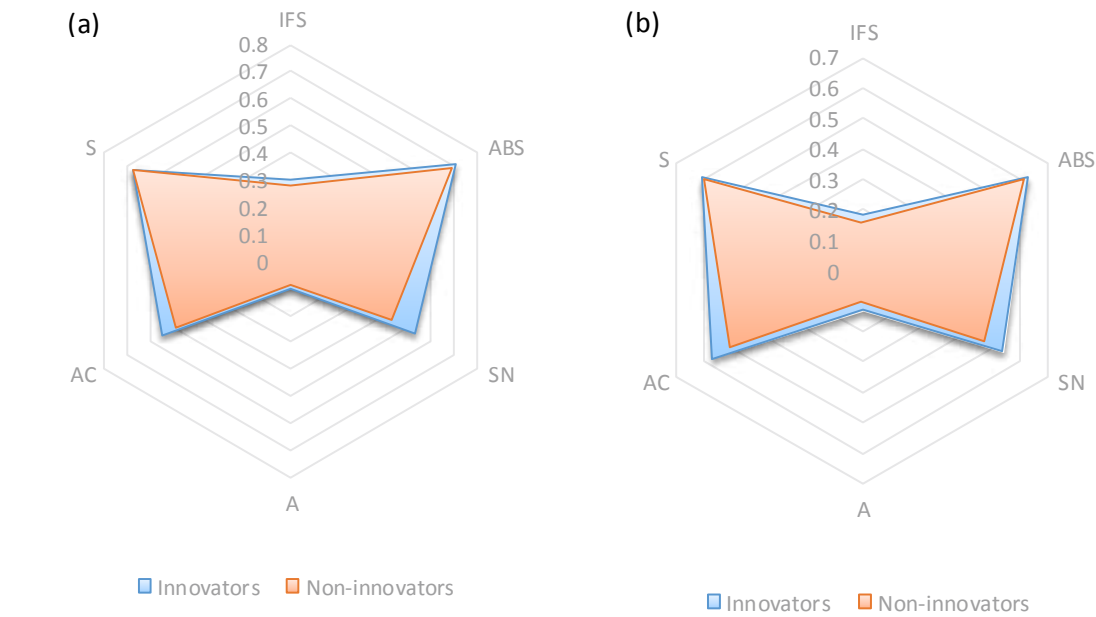 (a)
IFS
0.8
0.7
0.6
0.5
0.4
0.3
0.2
0.1
0
S
ABS
AC
SN
A
Innovators Non-innovators
(b)
IFS
0.7
0.6
0.5
0.4
0.3
0.2
0.1
0
S
ABS
AC
SN
A
Innovators Non-innovators